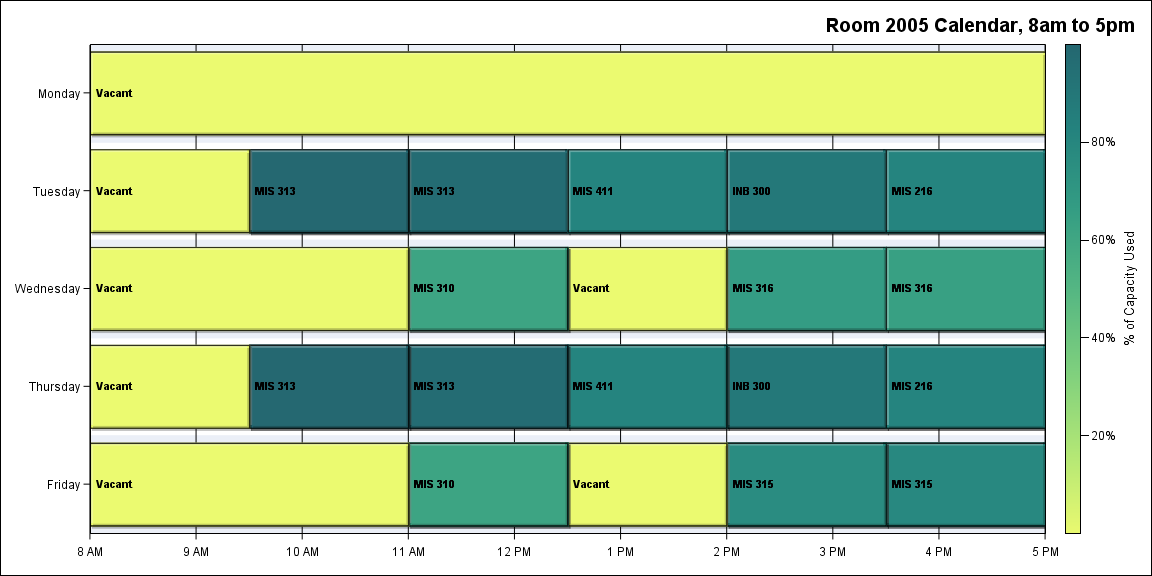 Room 2005 Calendar, 8am to 5pm
Monday
Vacant
Tuesday
Vacant
MIS 313
MIS 313
MIS 411
INB 300
MIS 216
Wednesday
Vacant
MIS 310
Vacant
MIS 316
MIS 316
Thursday
Vacant
MIS 313
MIS 313
MIS 411
INB 300
MIS 216
Friday
Vacant
MIS 310
Vacant
MIS 315
MIS 315
8 AM
9 AM
10 AM
11 AM
12 PM
1 PM
2 PM
3 PM
4 PM
5 PM
80%
60%
40%
20%
% of Capacity Used